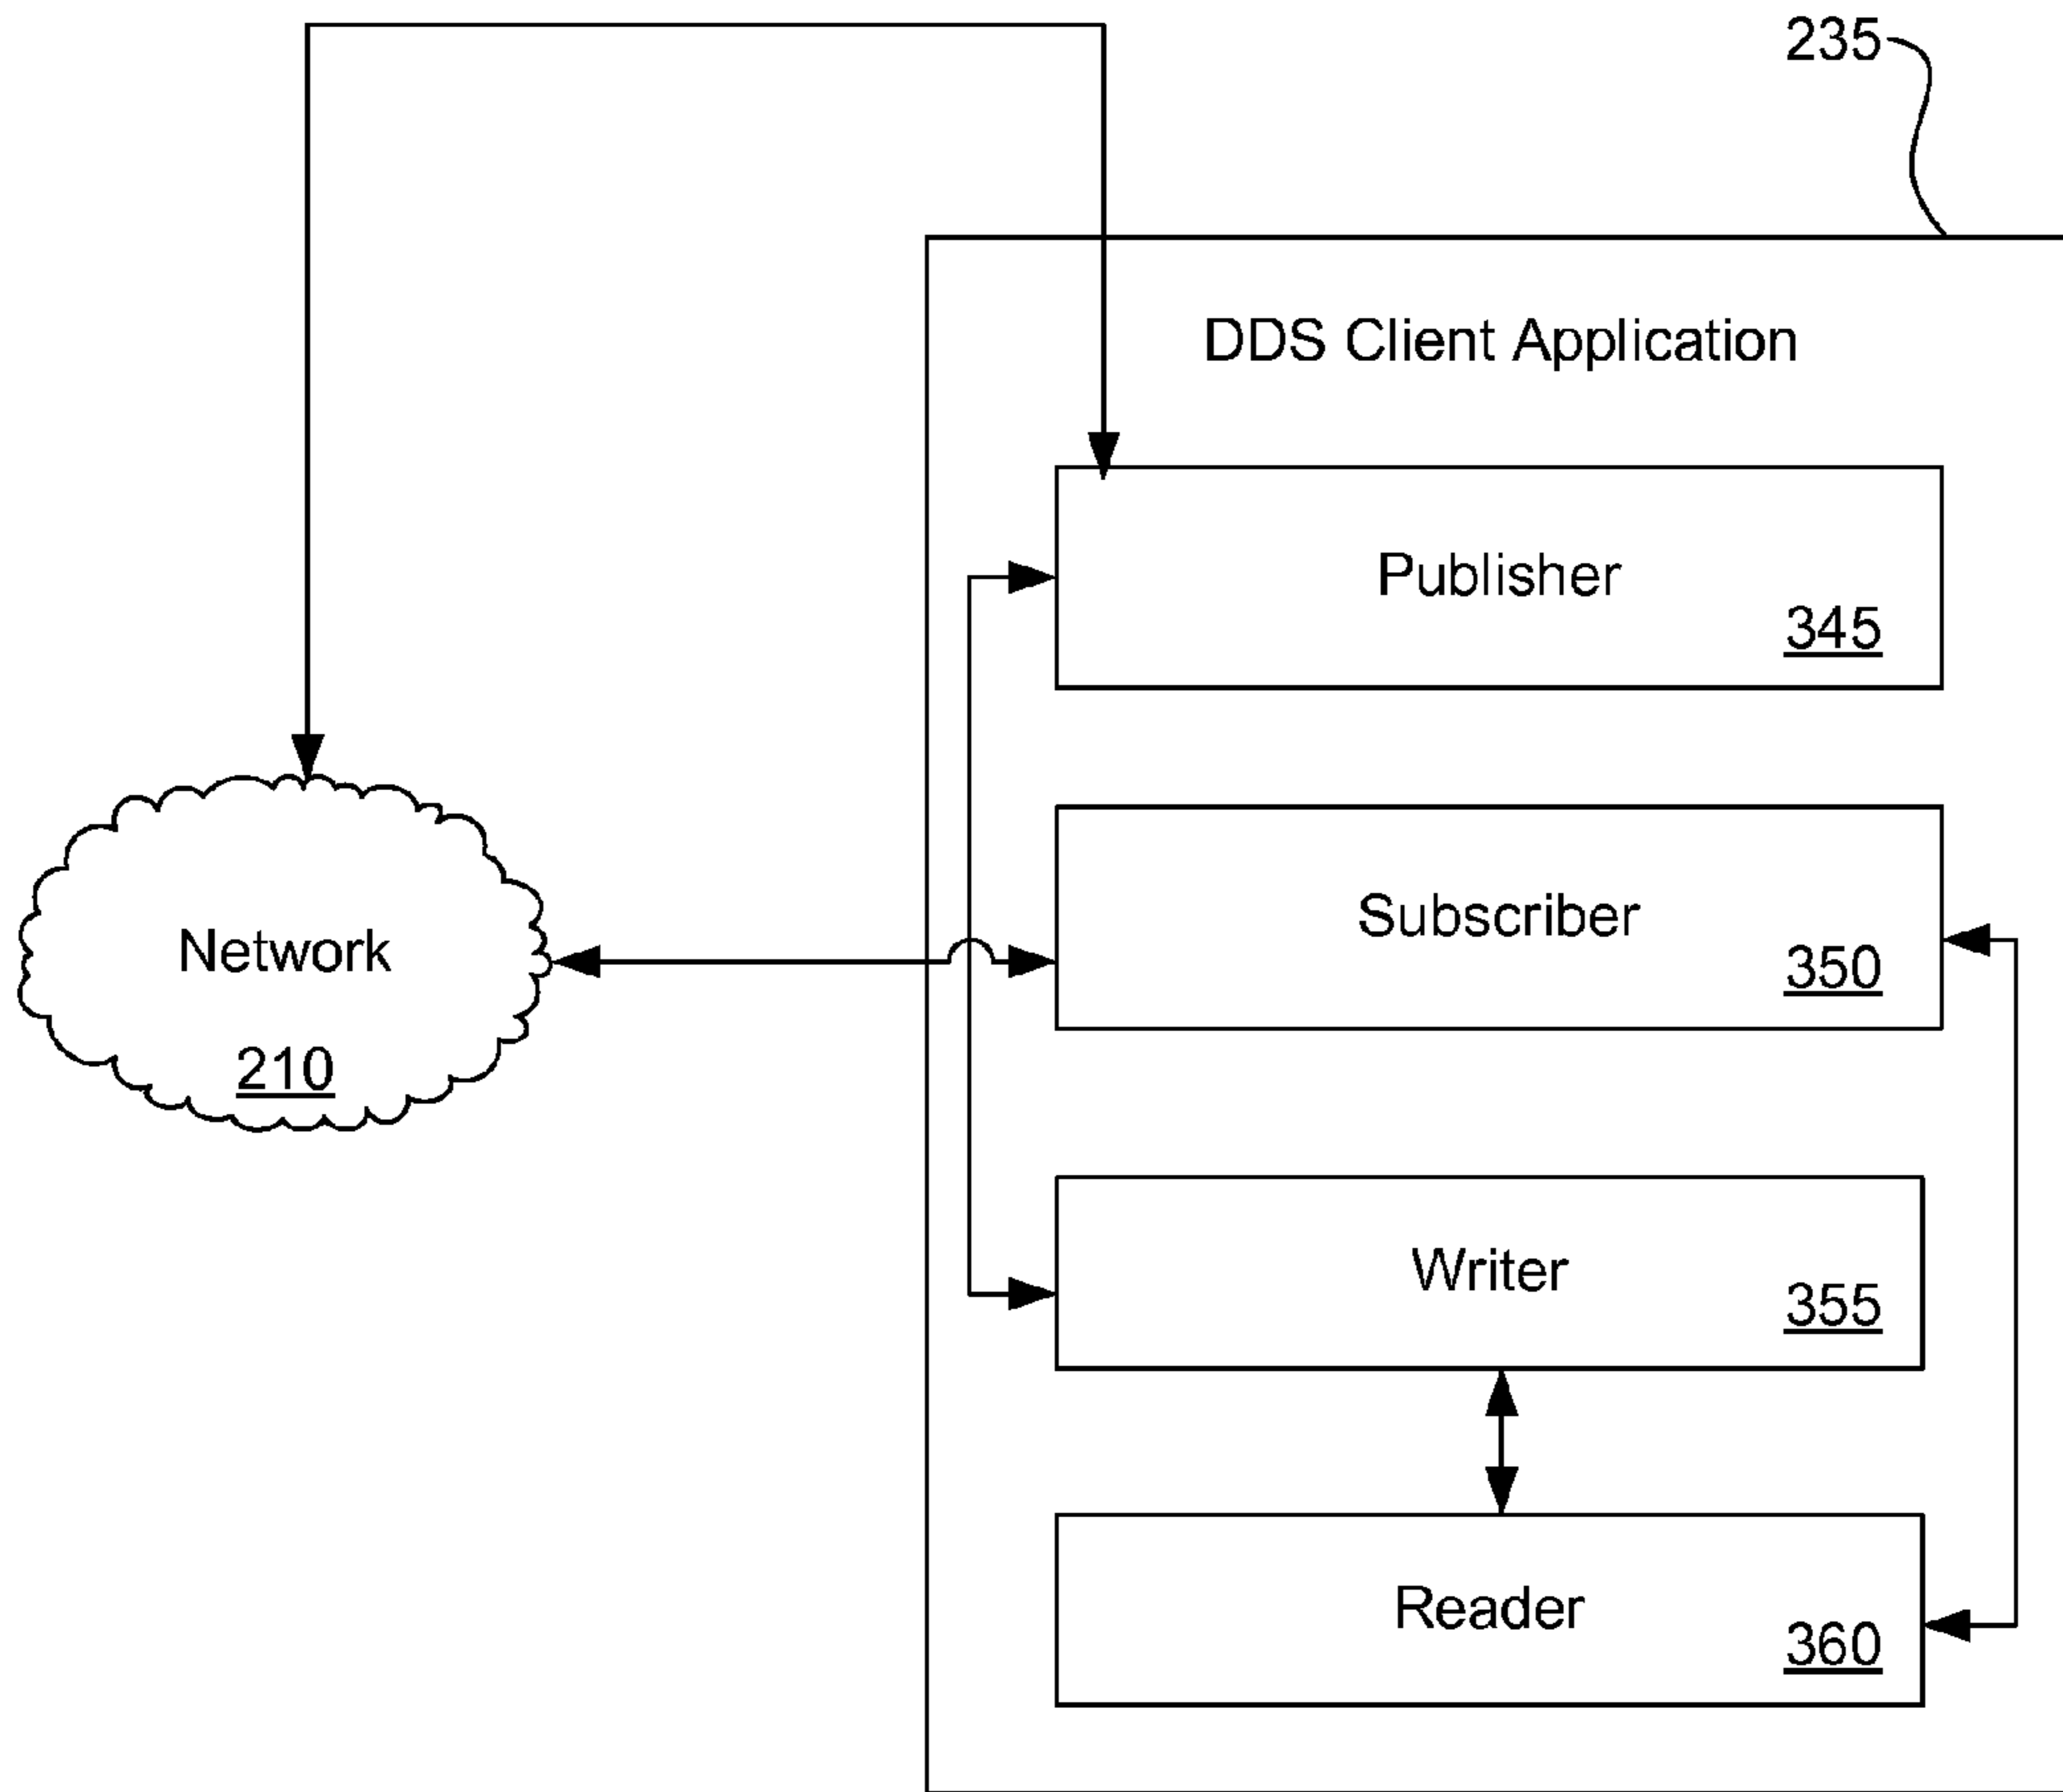 235
DDS Client Application
Publisher
345
Subscriber
350
Network
210
Writer
355
Reader
360